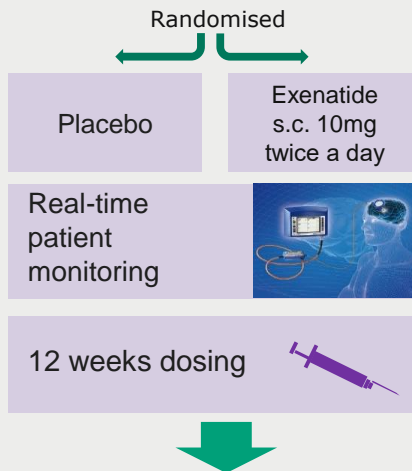 Randomised
Placebo
Exenatide
s.c. 10mg
twice a day
Real-time
patient
monitoring
12 weeks dosing